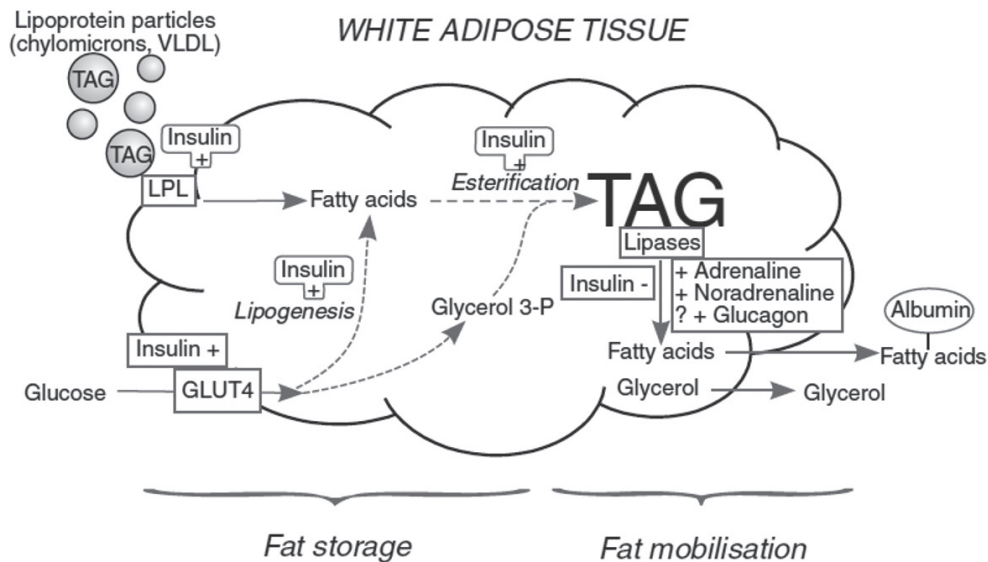 Lipoprotein particles
(chylomicrons, VLDL)
WHITE ADIPOSE TISSUE
TAG
TAG
Insulin
+
LPL
Fatty acids
Insulin
+
Esterification
TAG
Lipases
Insulin -
+ Adrenaline
+ Noradrenaline
? + Glucagon
Insulin
+
Lipogenesis
Glycerol 3-P
Insulin +
Glucose
GLUT4
Fatty acids
Albumin
Fatty acids
Glycerol
Glycerol
Fat storage
Fat mobilisation